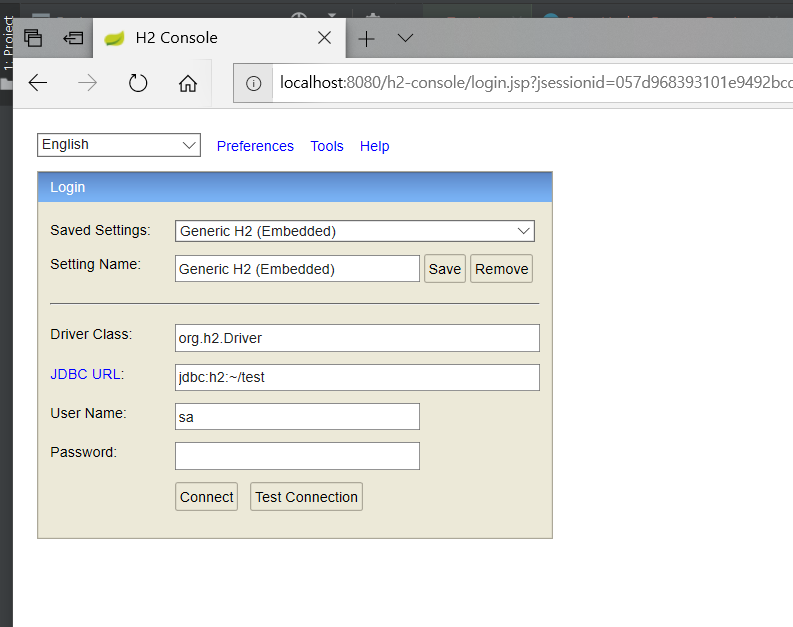 1: Project
H2 Console
localhost:8080/h2-console/login.jsp?jsessionid=057d968393101e9492bcc
English Preferences Tools Help
Login
Saved Settings: Generic H2 (Embedded)
Setting Name: Generic H2 (Embedded) Save Remove
Driver Class: org.h2.Driver
JDBC URL: jdbc:h2:~/test
User Name: sa
Password:
Connect Test Connection